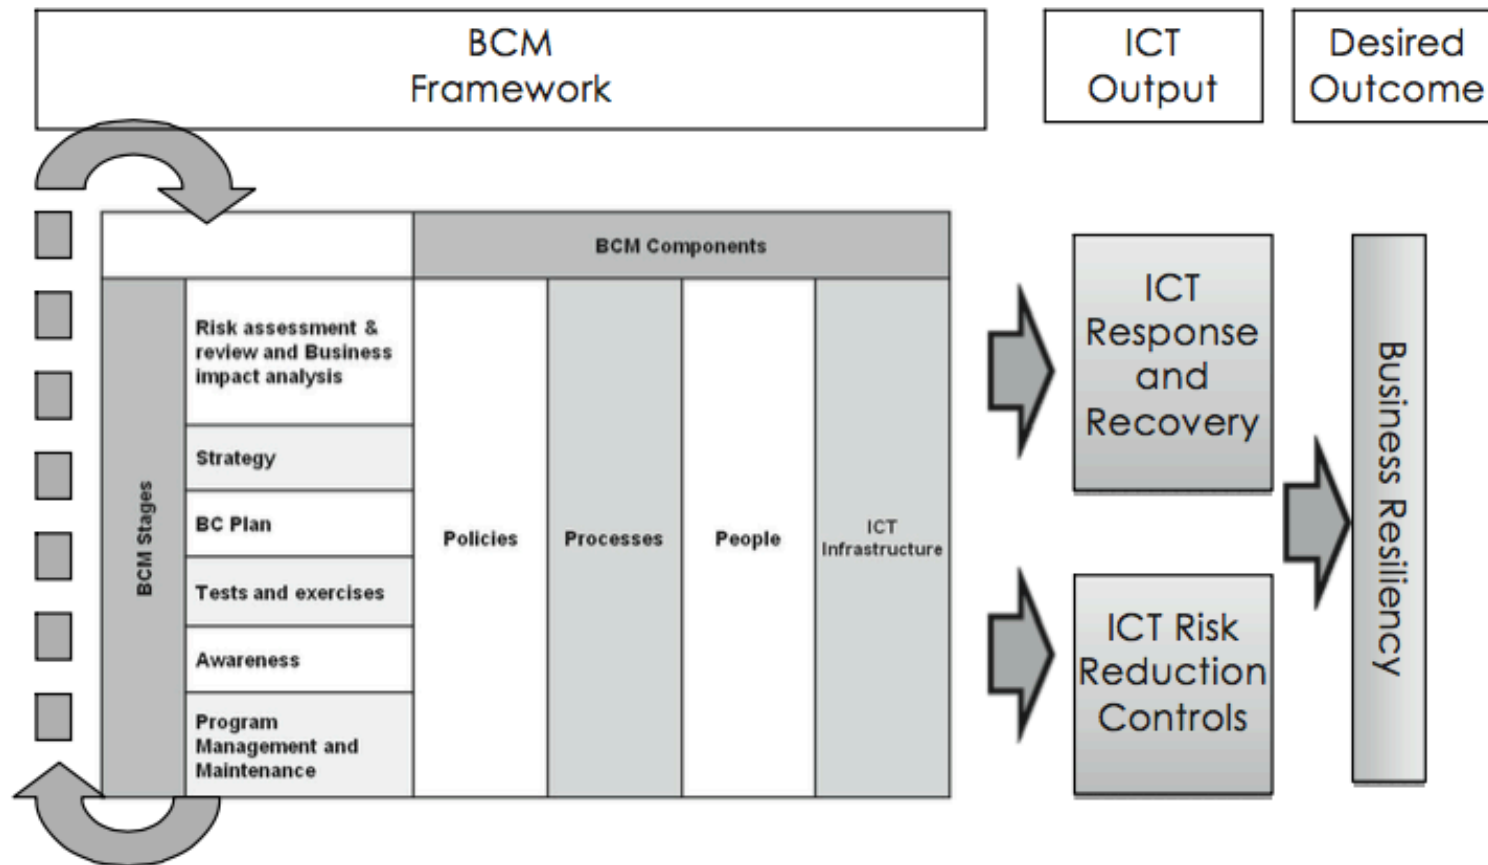 BCM
Framework
ICT
Output
Desired
Outcome
BCM Components
BCM Stages
Risk assessment &
review and Business
impact analysis
Strategy
BC Plan
Tests and exercises
Awareness
Program
Management and
Maintenance
Policies
Processes
People
ICT
Infrastructure
ICT
Response
and
Recovery
ICT Risk
Reduction
Controls
Business Resiliency